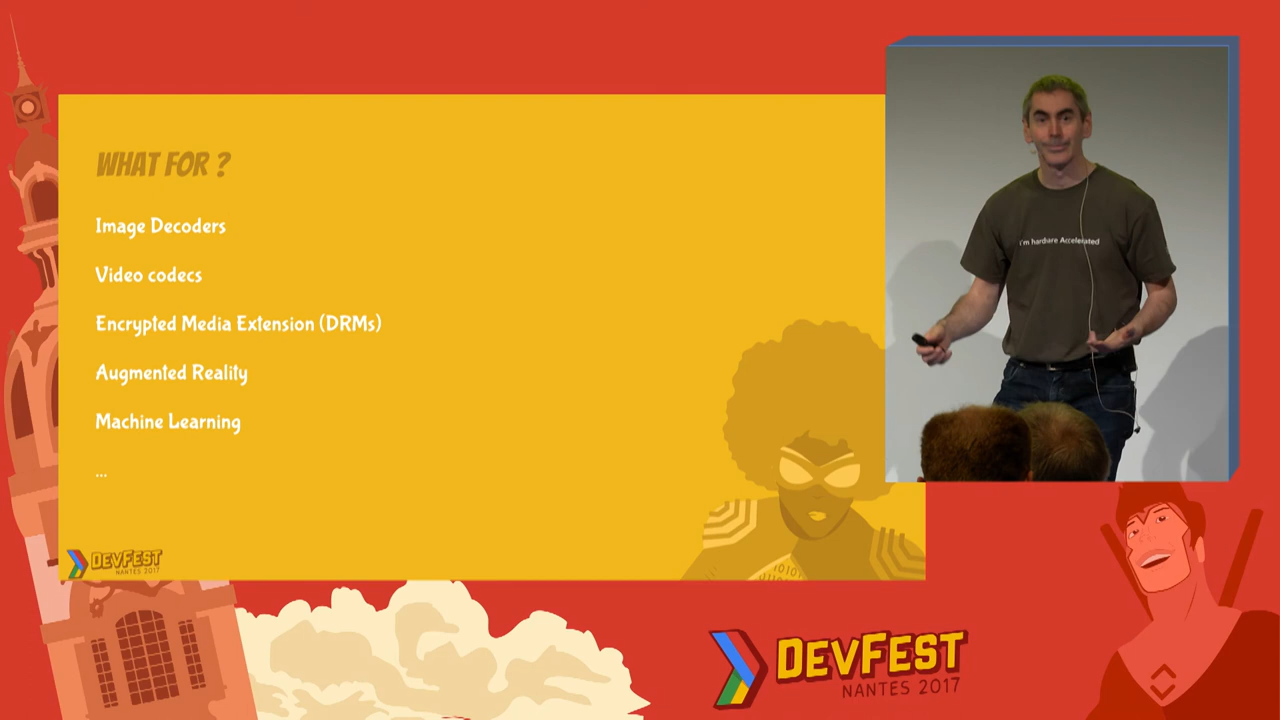 WHAT FOR ?
Image Decoders
Video codecs
Encrypted Media Extension (DRMs)
Augmented Reality
Machine Learning
...
DEVFEST
NANTES 2017
I'm hardware Accelerated
DEVFEST
NANTES 2017